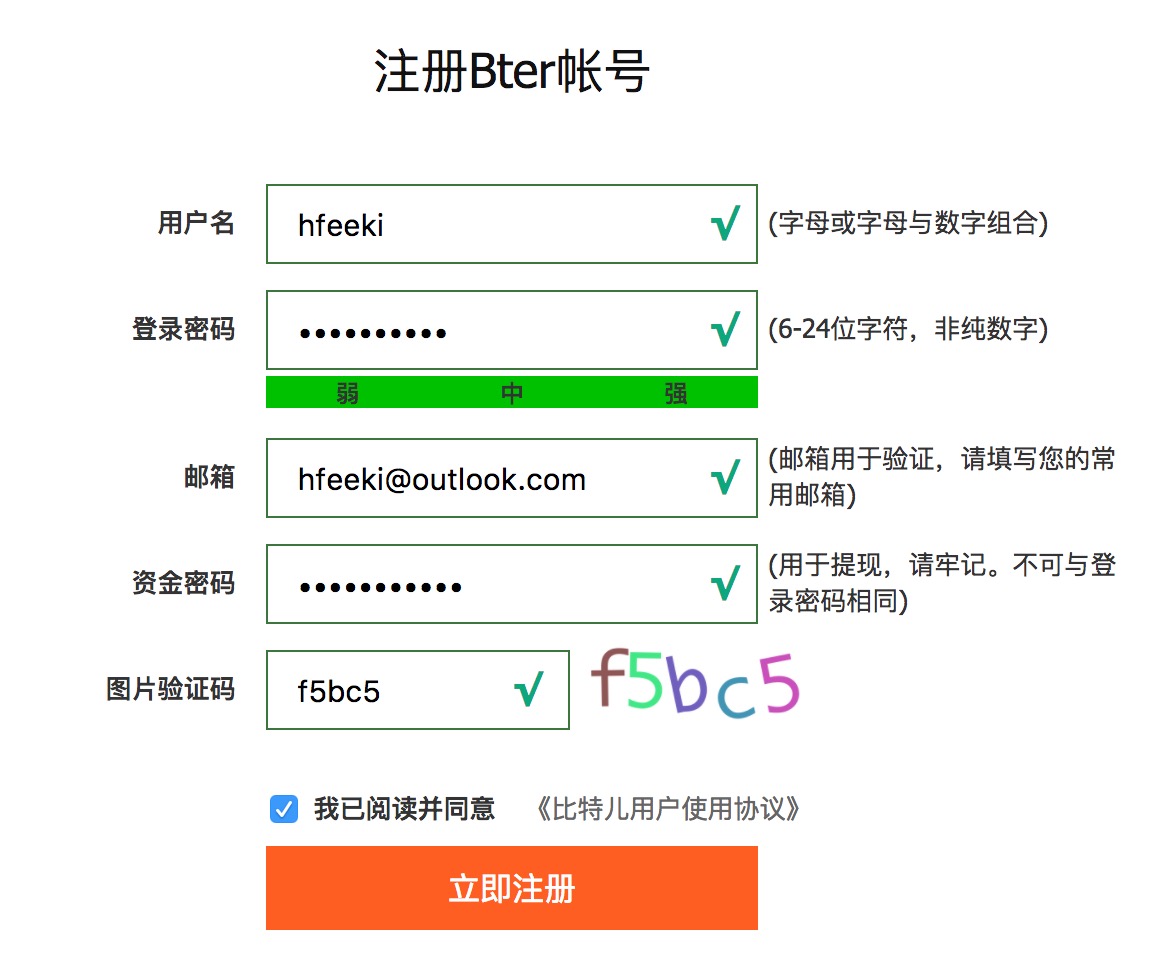 注册Bter帐号
用户名 hfeeki √ (字母或字母与数字组合)
登录密码 •••••••••• √ (6-24位字符，非纯数字)
弱 中 强
邮箱 hfeeki@outlook.com √ (邮箱用于验证，请填写您的常
用邮箱)
资金密码 ••••••••••• √ (用于提现，请牢记。不可与登
录密码相同)
图片验证码 f5bc5 √ f5bc5
我已阅读并同意 《比特儿用户使用协议》
立即注册